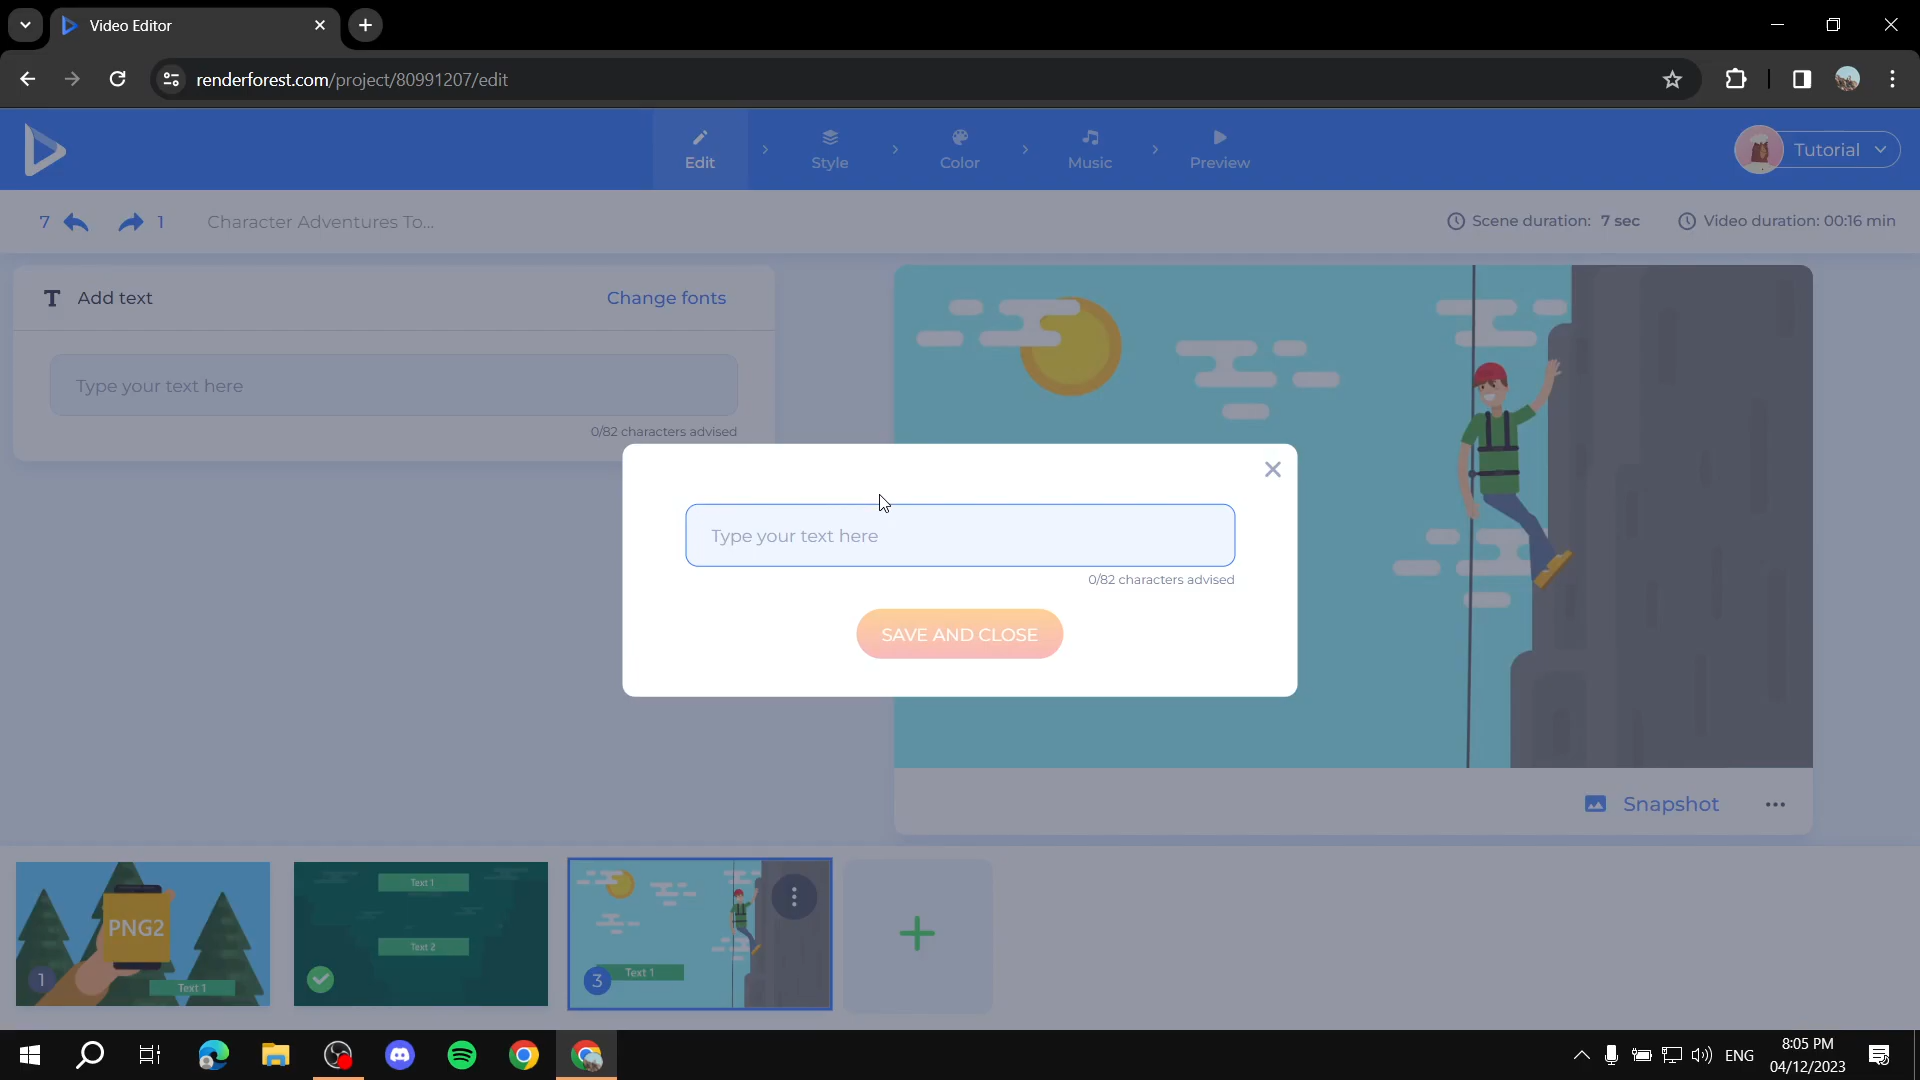 Video Editor
renderforest.com/project/80991207/edit
Edit
Style
Color
Music
Preview
Tutorial
7
1
Character Adventures To...
Scene duration: 7 sec
Video duration: 00:16 min
Add text
Change fonts
Type your text here
0/82 characters advised
Type your text here
0/82 characters advised
SAVE AND CLOSE
Snapshot
PNG2
1
Text 1
Text 1
Text 2
3
Text 1
ENG
8:05 PM
04/12/2023